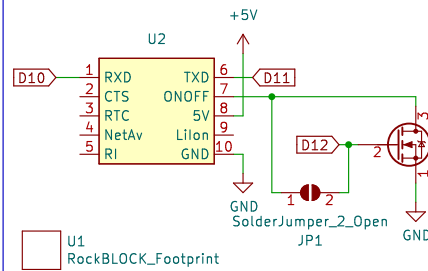 +5V
U2
D10
1 RXD TXD 6
D11
2 CTS ONOFF 7
3 RTC 5V 8
4 NetAv LiIon 9
5 RI GND 10
D12
2
3
1
GND
1 2
SolderJumper_2_Open
JP1
GND
U1
RockBLOCK_Footprint